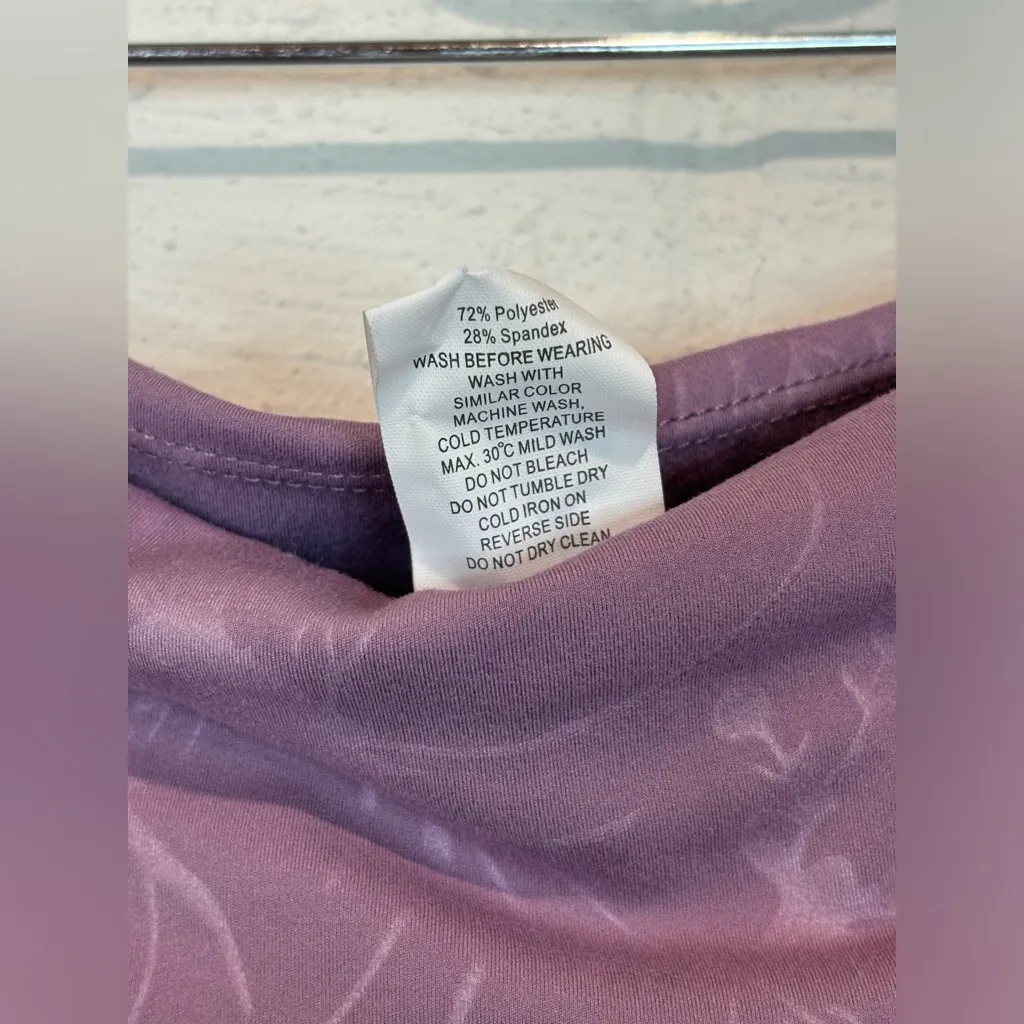 72% Polyester
28% Spandex
WASH BEFORE WEARING
WASH WITH
SIMILAR COLOR
MACHINE WASH,
COLD TEMPERATURE
MAX. 30°C MILD WASH
DO NOT BLEACH
DO NOT TUMBLE DRY
COLD IRON ON
REVERSE SIDE
DO NOT DRY CLEAN